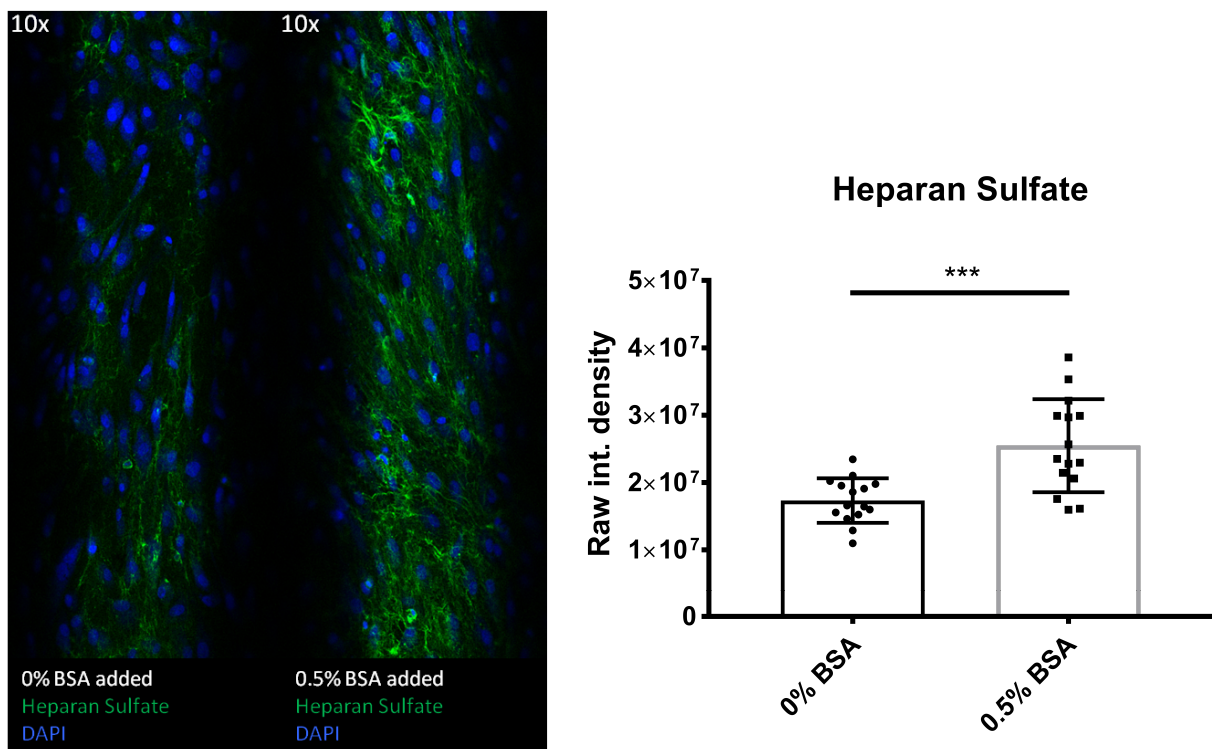 10x
10x
0% BSA added
Heparan Sulfate
DAPI
0.5% BSA added
Heparan Sulfate
DAPI
Heparan Sulfate
***
Raw int. density
5×10⁷
4×10⁷
3×10⁷
2×10⁷
1×10⁷
0
0% BSA
0.5% BSA